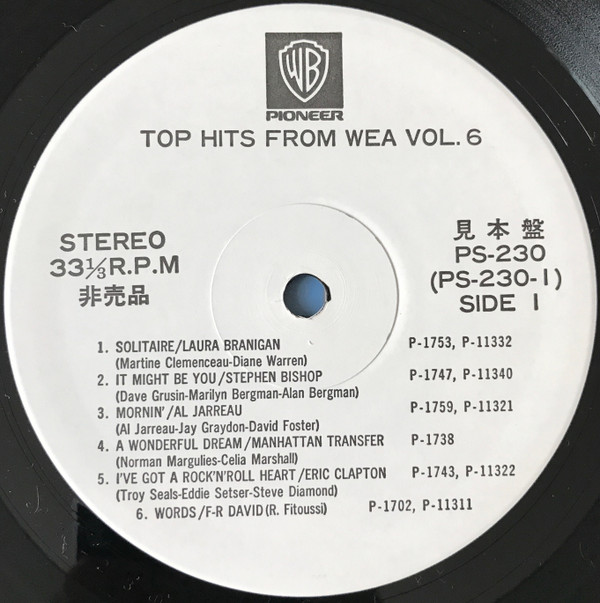 WB
PIONEER
TOP HITS FROM WEA VOL. 6
STEREO
33⅓R.P.M
非売品
見本盤
PS-230
(PS-230-1)
SIDE 1
1. SOLITAIRE/LAURA BRANIGAN P-1753, P-11332
(Martine Clemenceau-Diane Warren)
2. IT MIGHT BE YOU/STEPHEN BISHOP P-1747, P-11340
(Dave Grusin-Marilyn Bergman-Alan Bergman)
3. MORNIN'/AL JARREAU P-1759, P-11321
(Al Jarreau-Jay Graydon-David Foster)
4. A WONDERFUL DREAM/MANHATTAN TRANSFER P-1738
(Norman Margulies-Celia Marshall)
5. I'VE GOT A ROCK'N'ROLL HEART/ERIC CLAPTON P-1743, P-11322
(Troy Seals-Eddie Setser-Steve Diamond)
6. WORDS/F-R DAVID(R. Fitoussi) P-1702, P-11311